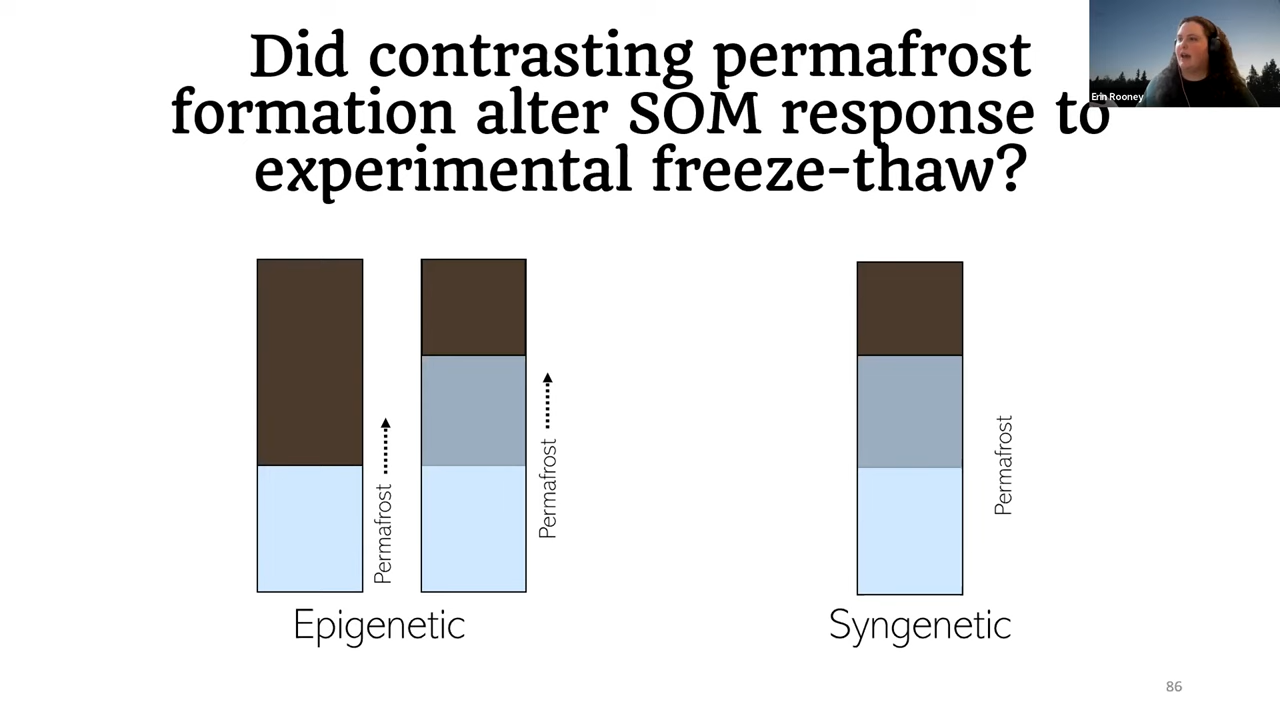 Did contrasting permafrost
formation alter SOM response to
experimental freeze-thaw?
Erin Rooney
Permafrost
Permafrost
Permafrost
Epigenetic
Syngenetic
86